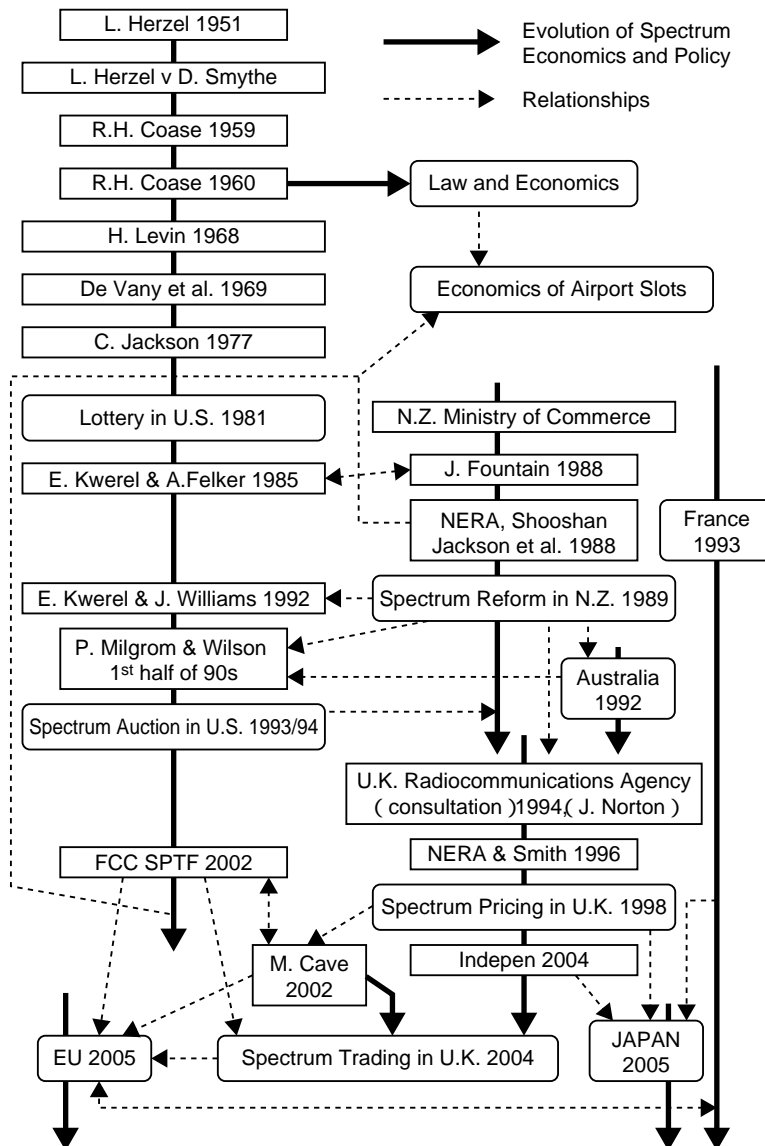 L. Herzel 1951
Evolution of Spectrum
Economics and Policy
L. Herzel v D. Smythe
Relationships
R.H. Coase 1959
R.H. Coase 1960
Law and Economics
H. Levin 1968
De Vany et al. 1969
Economics of Airport Slots
C. Jackson 1977
Lottery in U.S. 1981
N.Z. Ministry of Commerce
E. Kwerel & A.Felker 1985
J. Fountain 1988
NERA, Shooshan
Jackson et al. 1988
France
1993
E. Kwerel & J. Williams 1992
Spectrum Reform in N.Z. 1989
P. Milgrom & Wilson
1st half of 90s
Australia
1992
Spectrum Auction in U.S. 1993/94
U.K. Radiocommunications Agency
( consultation )1994,( J. Norton )
FCC SPTF 2002
NERA & Smith 1996
Spectrum Pricing in U.K. 1998
M. Cave
2002
Indepen 2004
EU 2005
Spectrum Trading in U.K. 2004
JAPAN
2005